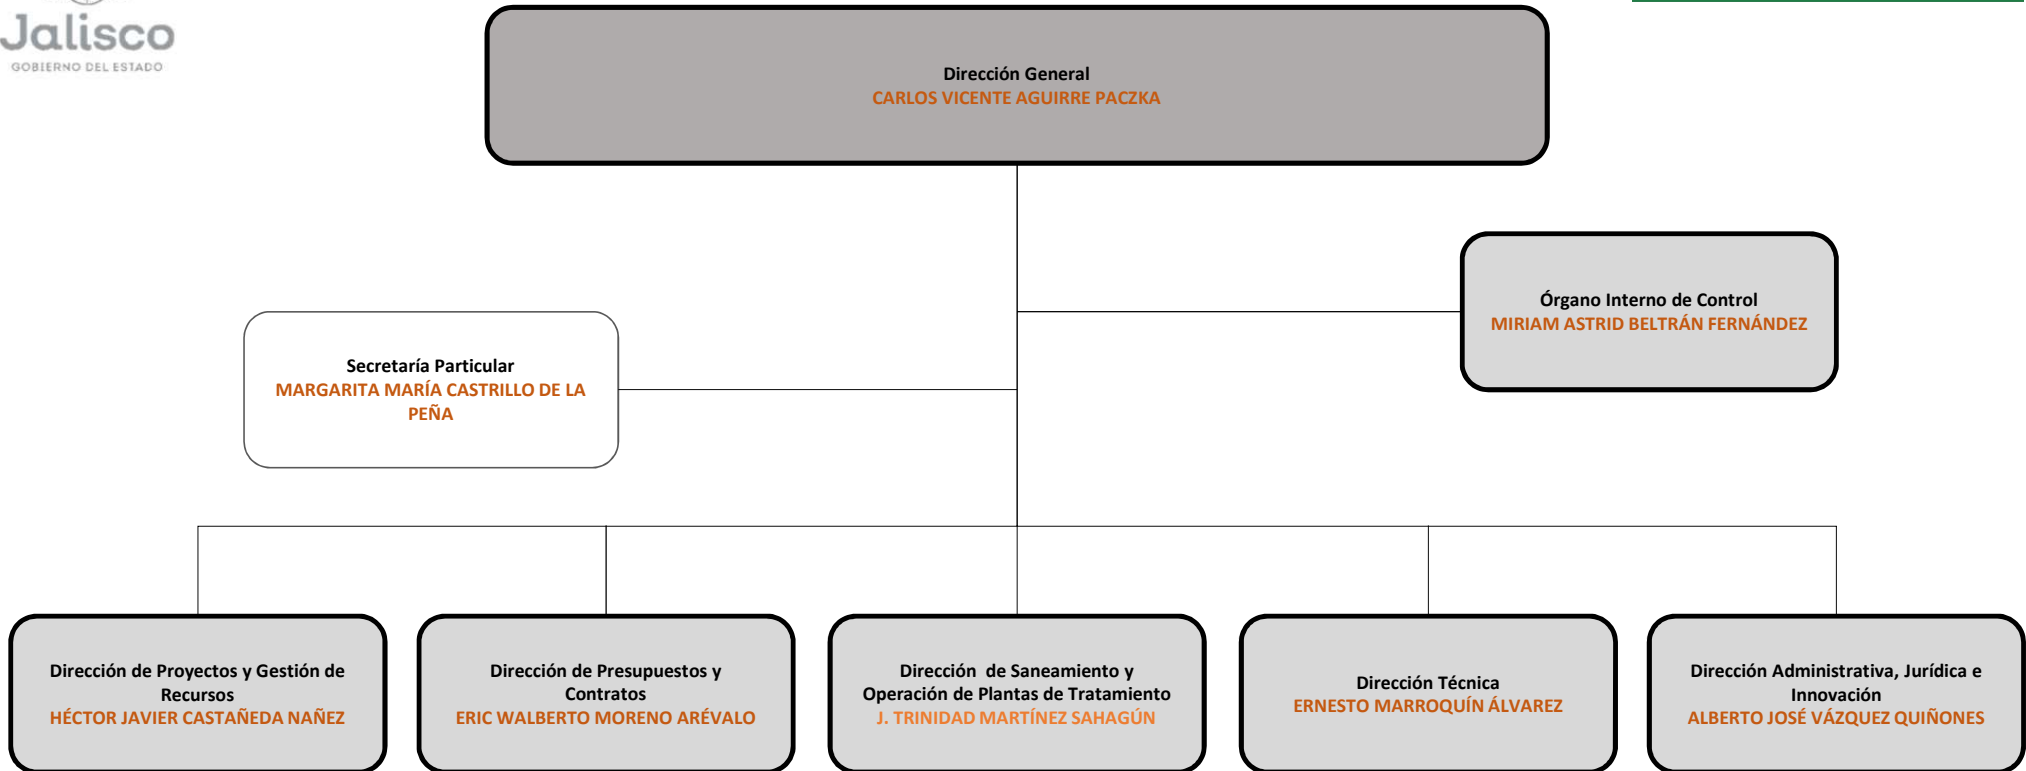 Jalisco
GOBIERNO DEL ESTADO
Dirección General
CARLOS VICENTE AGUIRRE PACZKA
Órgano Interno de Control
MIRIAM ASTRID BELTRÁN FERNÁNDEZ
Secretaría Particular
MARGARITA MARÍA CASTRILLO DE LA
PEÑA
Dirección de Proyectos y Gestión de
Recursos
HÉCTOR JAVIER CASTAÑEDA NAÑEZ
Dirección de Presupuestos y
Contratos
ERIC WALBERTO MORENO ARÉVALO
Dirección  de Saneamiento y
Operación de Plantas de Tratamiento
J. TRINIDAD MARTÍNEZ SAHAGÚN
Dirección Técnica
ERNESTO MARROQUÍN ÁLVAREZ
Dirección Administrativa, Jurídica e
Innovación
ALBERTO JOSÉ VÁZQUEZ QUIÑONES